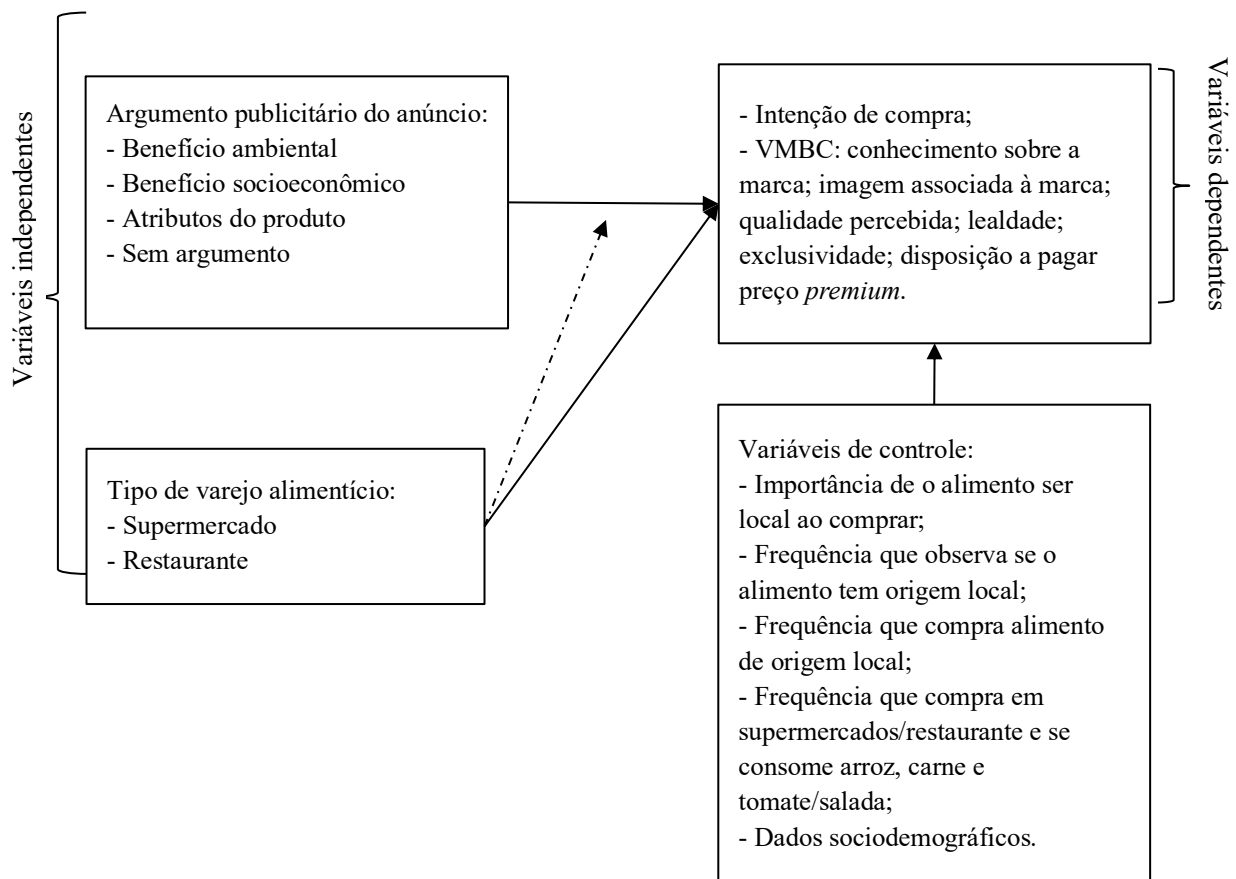 Variáveis independentes
Argumento publicitário do anúncio:
- Benefício ambiental
- Benefício socioeconômico
- Atributos do produto
- Sem argumento
Tipo de varejo alimentício:
- Supermercado
- Restaurante
- Intenção de compra;
- VMBC: conhecimento sobre a
marca; imagem associada à marca;
qualidade percebida; lealdade;
exclusividade; disposição a pagar
preço premium.
Variáveis dependentes
Variáveis de controle:
- Importância de o alimento ser
local ao comprar;
- Frequência que observa se o
alimento tem origem local;
- Frequência que compra alimento
de origem local;
- Frequência que compra em
supermercados/restaurante e se
consome arroz, carne e
tomate/salada;
- Dados sociodemográficos.